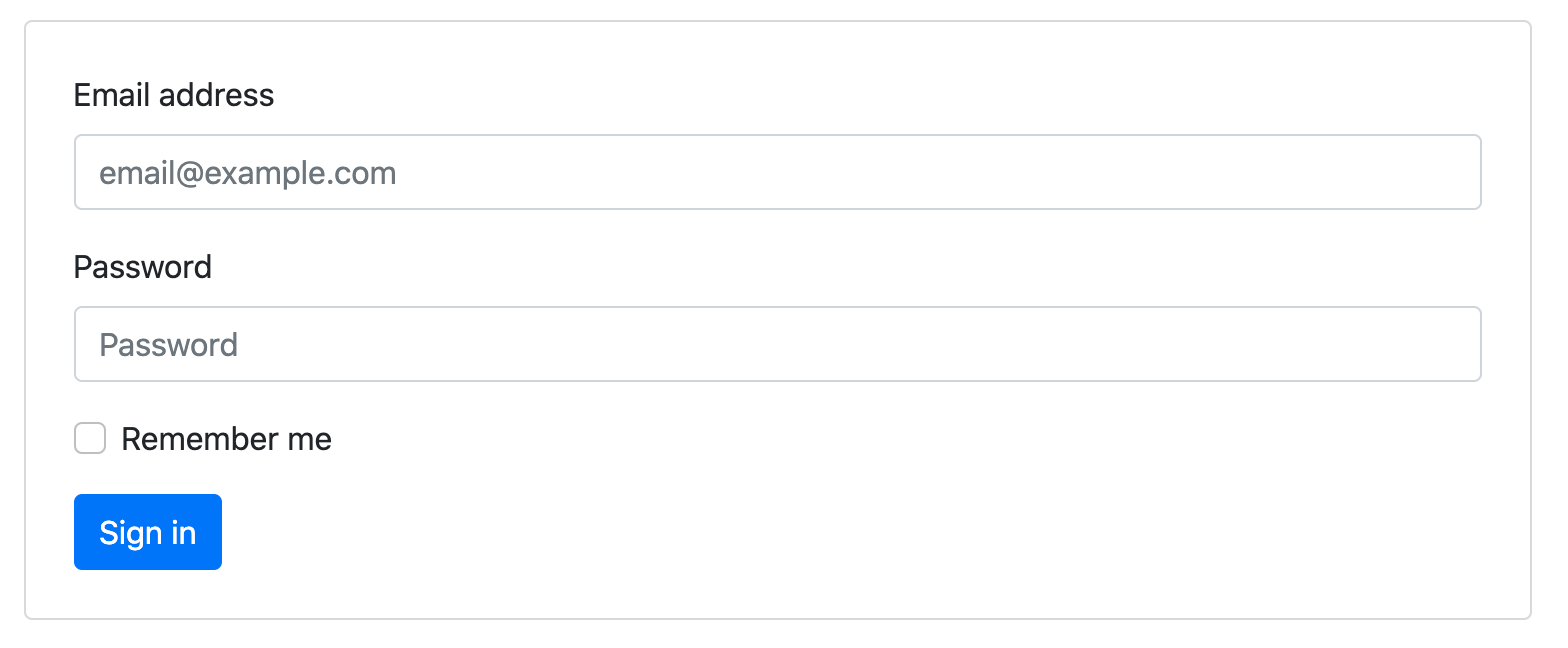 Email address
email@example.com
Password
Password
Remember me
Sign in